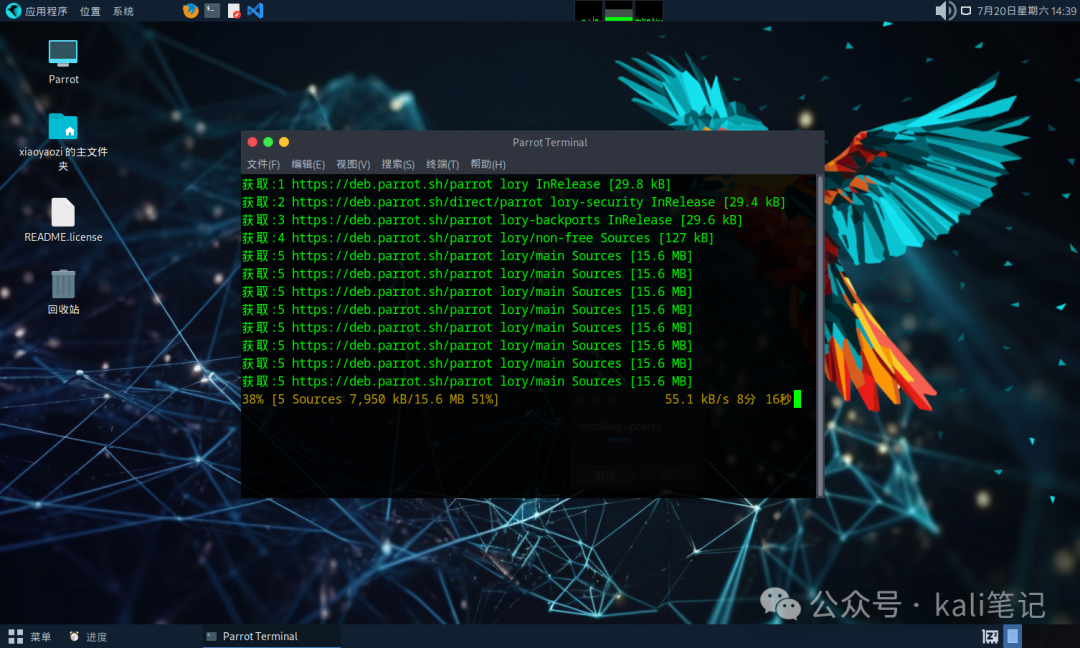 应用程序 位置 系统
7月20日星期六 14:39
Parrot
xiaoyaozi 的主文件
夹
README.license
回收站
Parrot Terminal
文件(F) 编辑(E) 视图(V) 搜索(S) 终端(T) 帮助(H)
获取:1 https://deb.parrot.sh/parrot lory InRelease [29.8 kB]
获取:2 https://deb.parrot.sh/direct/parrot lory-security InRelease [29.4 kB]
获取:3 https://deb.parrot.sh/parrot lory-backports InRelease [29.6 kB]
获取:4 https://deb.parrot.sh/parrot lory/non-free Sources [127 kB]
获取:5 https://deb.parrot.sh/parrot lory/main Sources [15.6 MB]
获取:5 https://deb.parrot.sh/parrot lory/main Sources [15.6 MB]
获取:5 https://deb.parrot.sh/parrot lory/main Sources [15.6 MB]
获取:5 https://deb.parrot.sh/parrot lory/main Sources [15.6 MB]
获取:5 https://deb.parrot.sh/parrot lory/main Sources [15.6 MB]
获取:5 https://deb.parrot.sh/parrot lory/main Sources [15.6 MB]
获取:5 https://deb.parrot.sh/parrot lory/main Sources [15.6 MB]
获取:5 https://deb.parrot.sh/parrot lory/main Sources [15.6 MB]
38% [5 Sources 7,950 kB/15.6 MB 51%] 55.1 kB/s 8分 16秒
Installing updates
公众号 · kali笔记
菜单 进度 Parrot Terminal